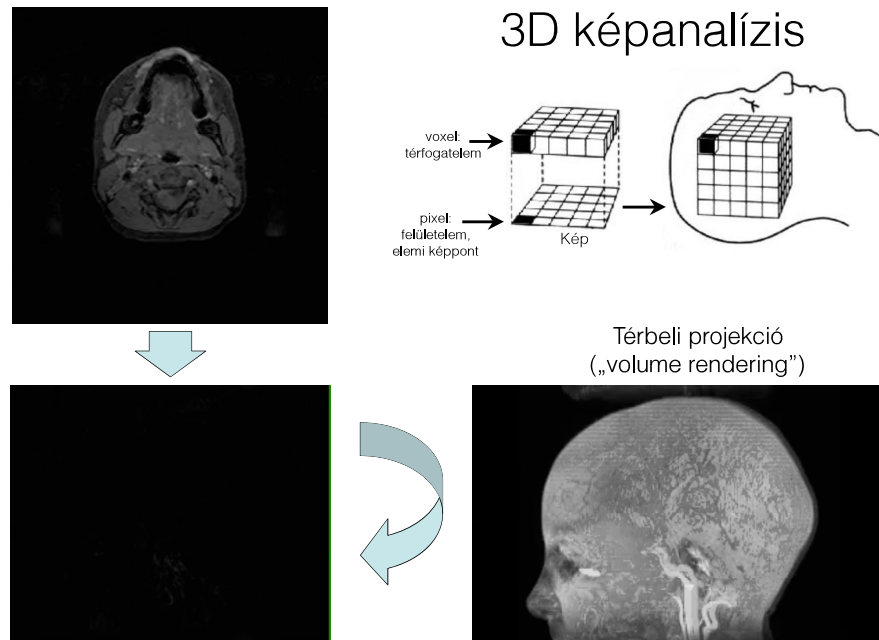 3D képanalízis
voxel:
térfogatelem
pixel:
felületelem,
elemi képpont
Kép
Térbeli projekció
(„volume rendering”)